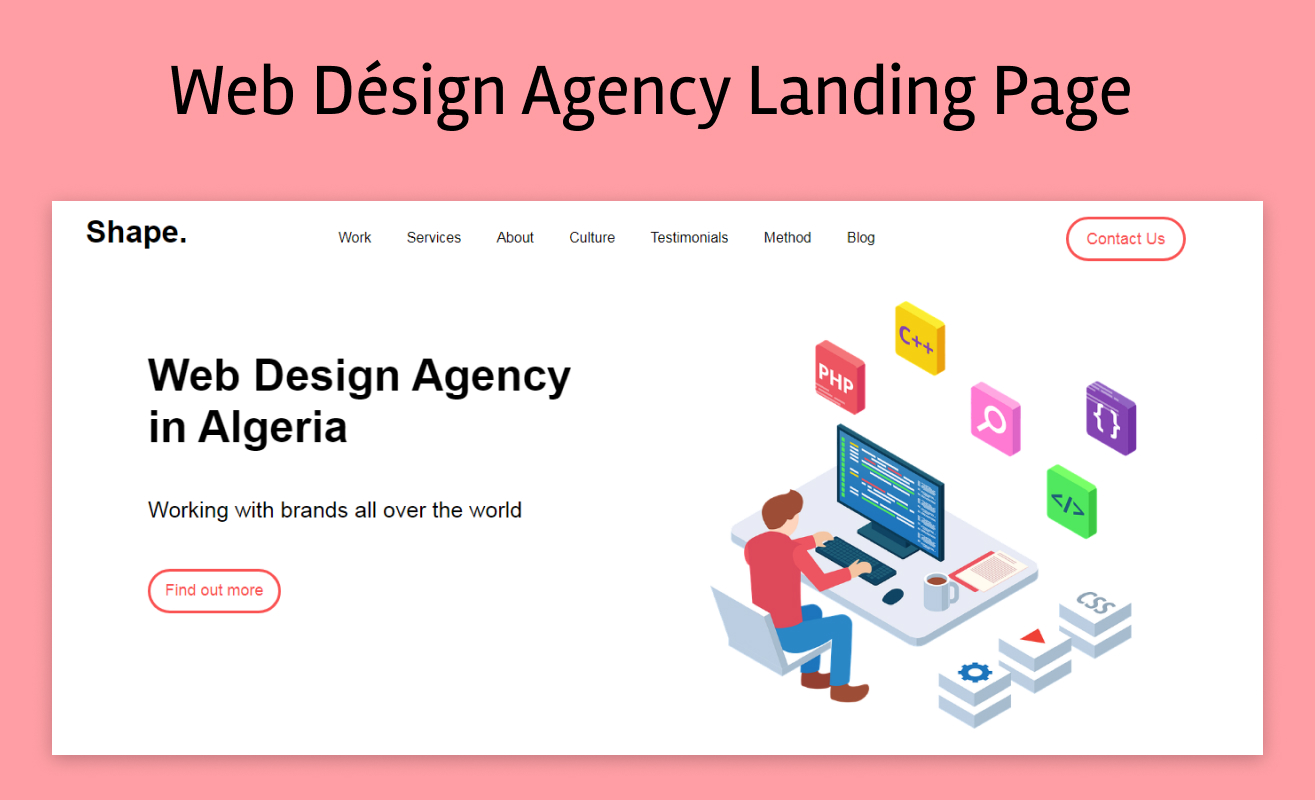 Web Désign Agency Landing Page
Shape.
Work Services About Culture Testimonials Method Blog
Contact Us
C++
PHP
{}
</>
Web Design Agency
in Algeria
Working with brands all over the world
Find out more
CSS